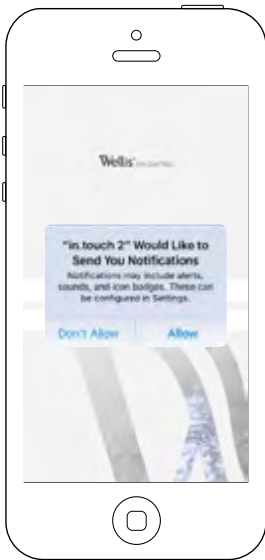 Wellis
"in.touch 2" Would Like to
Send You Notifications
Notifications may include alerts,
sounds, and icon badges. These can
be configured in Settings.
Don't Allow Allow